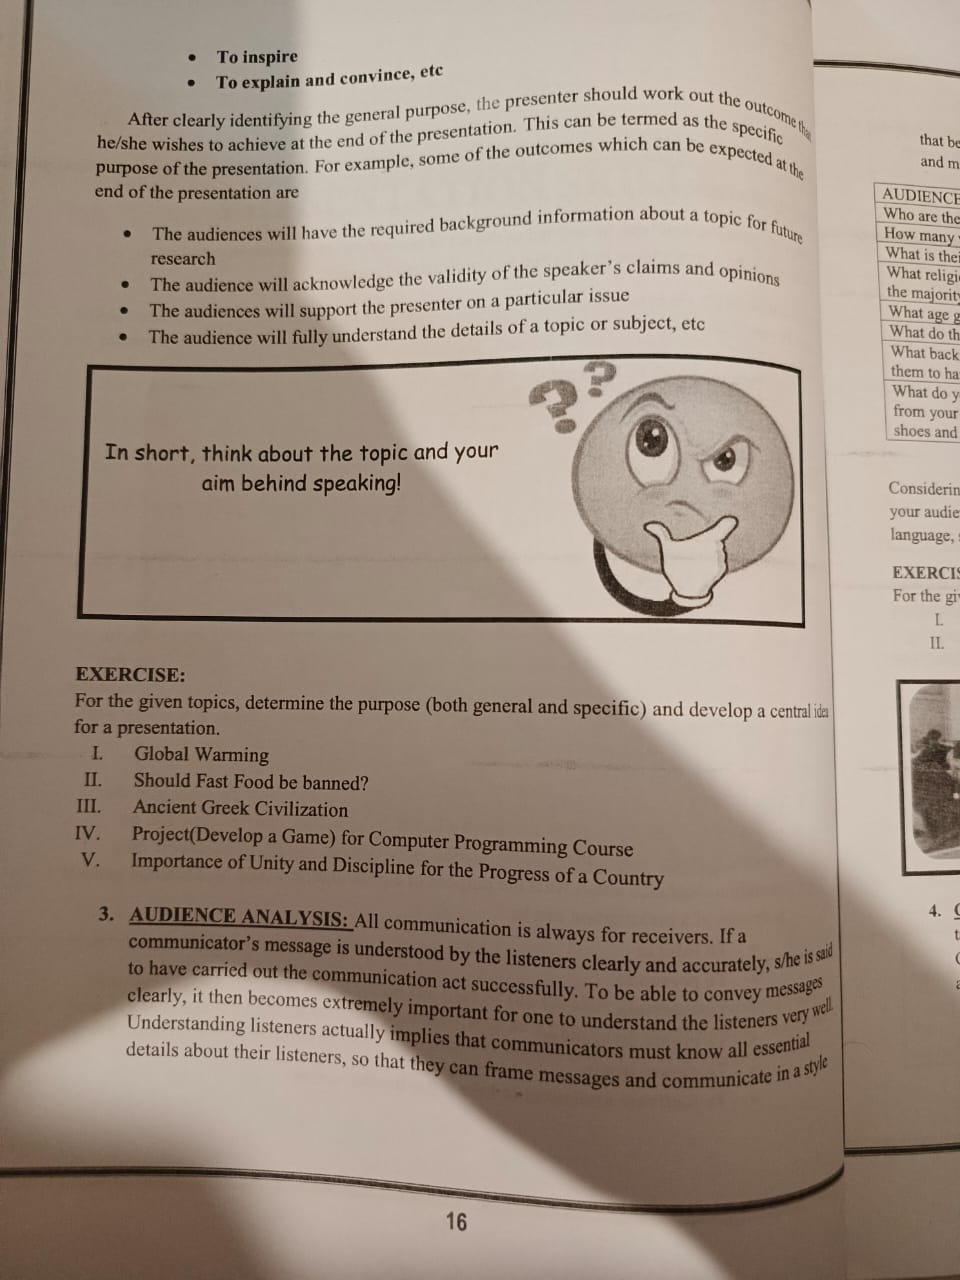 • To inspire
• To explain and convince, etc
After clearly identifying the general purpose, the presenter should work out the outcome that
he/she wishes to achieve at the end of the presentation. This can be termed as the specific
purpose of the presentation. For example, some of the outcomes which can be expected at the
end of the presentation are
• The audiences will have the required background information about a topic for future
research
• The audience will acknowledge the validity of the speaker's claims and opinions
• The audiences will support the presenter on a particular issue
• The audience will fully understand the details of a topic or subject, etc
??
In short, think about the topic and your
aim behind speaking!
EXERCISE:
For the given topics, determine the purpose (both general and specific) and develop a central idea
for a presentation.
I. Global Warming
II. Should Fast Food be banned?
III. Ancient Greek Civilization
IV. Project(Develop a Game) for Computer Programming Course
V. Importance of Unity and Discipline for the Progress of a Country
3. AUDIENCE ANALYSIS: All communication is always for receivers. If a
communicator's message is understood by the listeners clearly and accurately, s/he is said
to have carried out the communication act successfully. To be able to convey messages
clearly, it then becomes extremely important for one to understand the listeners very well.
Understanding listeners actually implies that communicators must know all essential
details about their listeners, so that they can frame messages and communicate in a style
16
that be
and m
AUDIENCE
Who are the
How many
What is thei
What religi
the majority
What age g
What do th
What back
them to ha
What do y
from your
shoes and
Considerin
your audie
language,
EXERCIS
For the gi
I.
II.
4.